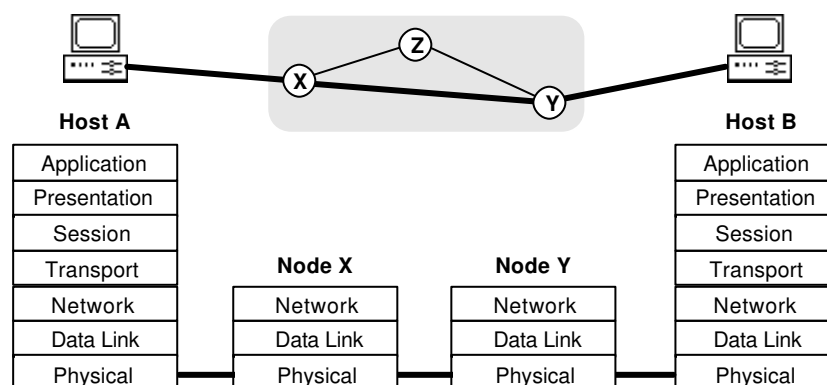 Z
X
Y
Host A
Host B
Application
Application
Presentation
Presentation
Session
Session
Transport
Node X
Node Y
Transport
Network
Network
Network
Network
Data Link
Data Link
Data Link
Data Link
Physical
Physical
Physical
Physical